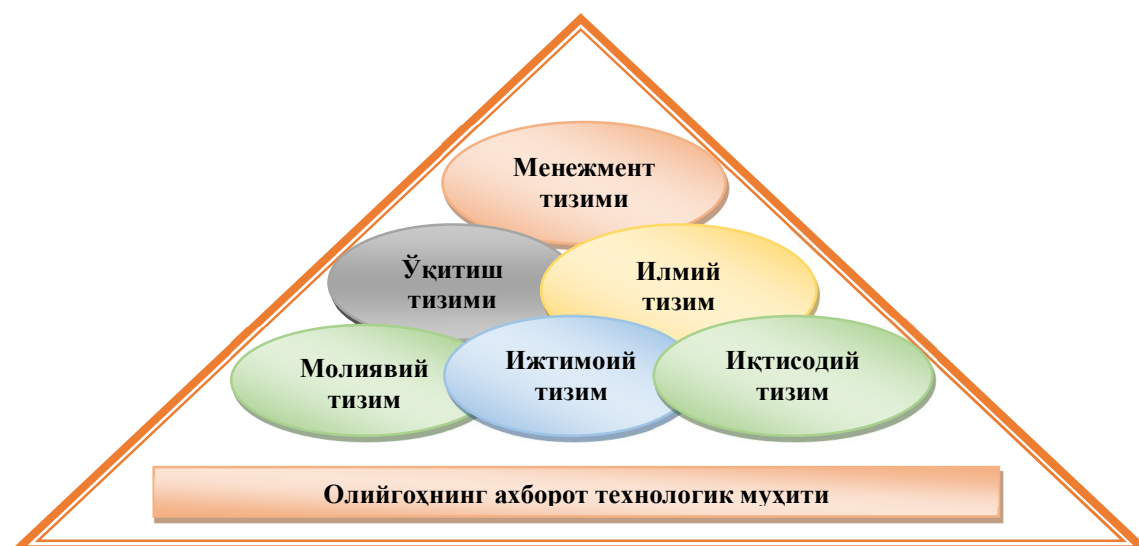 Менежмент
тизими
Ўқитиш
тизими
Илмий
тизим
Молиявий
тизим
Ижтимоий
тизим
Иқтисодий
тизим
Олийгоҳнинг ахборот технологик муҳити